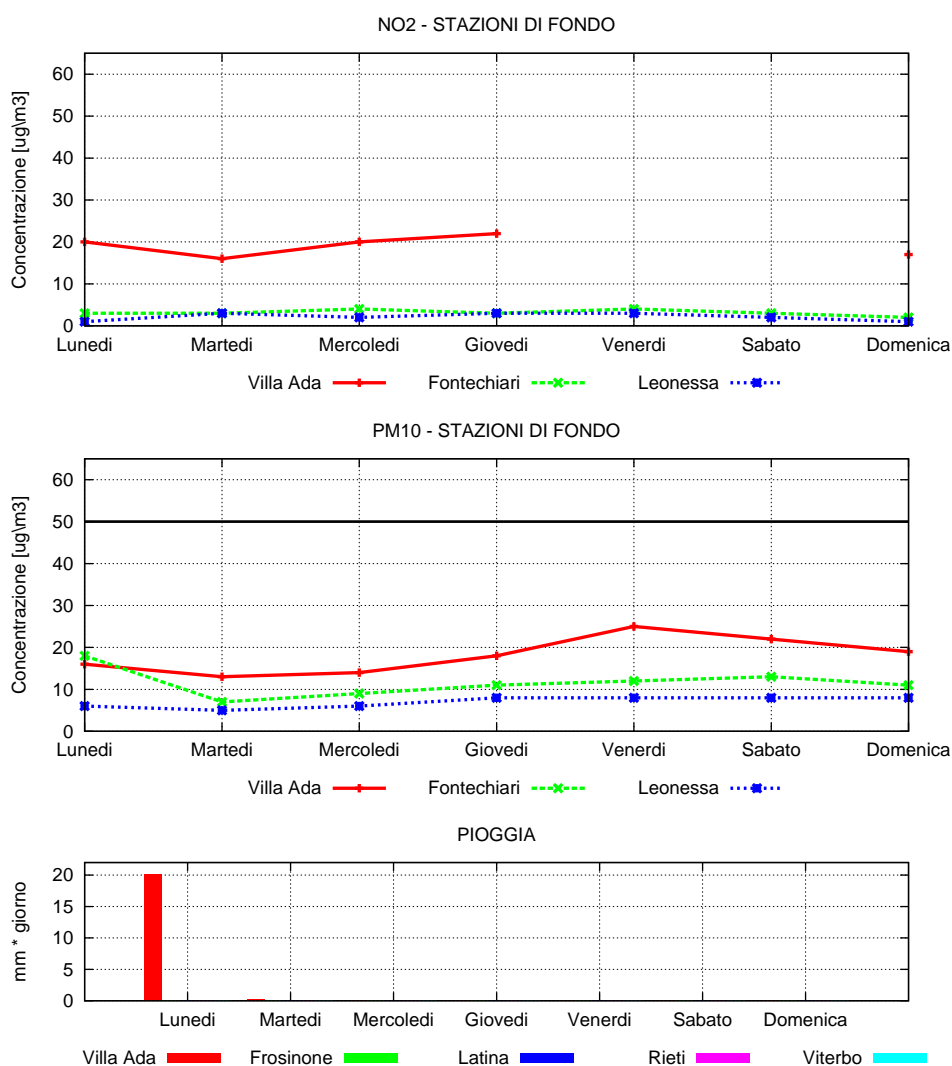 NO2 - STAZIONI DI FONDO
Concentrazione [ug\m3]
60
50
40
30
20
10
0
Lunedi Martedi Mercoledi Giovedi Venerdi Sabato Domenica
Villa Ada Fontechiari Leonessa
PM10 - STAZIONI DI FONDO
Concentrazione [ug\m3]
60
50
40
30
20
10
0
Lunedi Martedi Mercoledi Giovedi Venerdi Sabato Domenica
Villa Ada Fontechiari Leonessa
PIOGGIA
mm * giorno
20
15
10
5
0
Lunedi Martedi Mercoledi Giovedi Venerdi Sabato Domenica
Villa Ada Frosinone Latina Rieti Viterbo